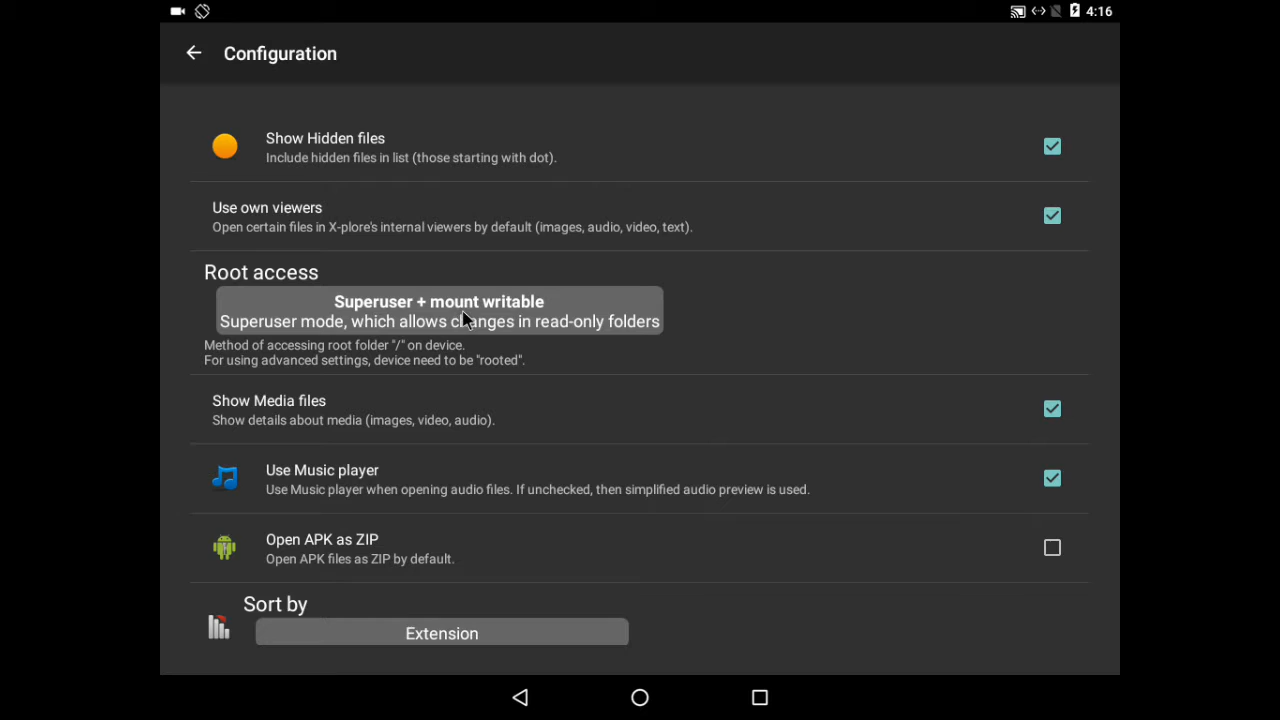 4:16
Configuration
Show Hidden files
Include hidden files in list (those starting with dot).
Use own viewers
Open certain files in X-plore's internal viewers by default (images, audio, video, text).
Root access
Superuser + mount writable
Superuser mode, which allows changes in read-only folders
Method of accessing root folder "/" on device.
For using advanced settings, device need to be "rooted".
Show Media files
Show details about media (images, video, audio).
Use Music player
Use Music player when opening audio files. If unchecked, then simplified audio preview is used.
Open APK as ZIP
Open APK files as ZIP by default.
Sort by
Extension